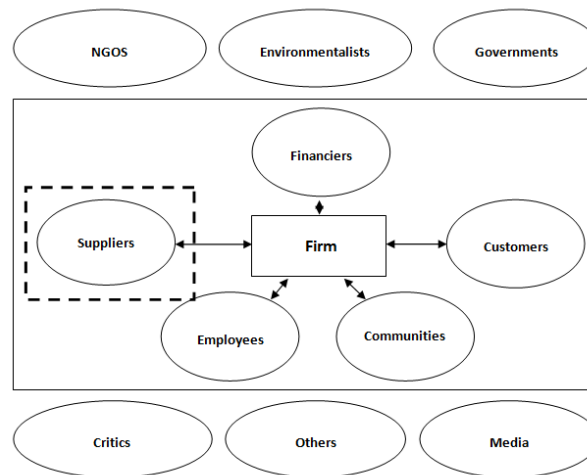 NGOS
Environmentalists
Governments
Financiers
Suppliers
Firm
Customers
Employees
Communities
Critics
Others
Media